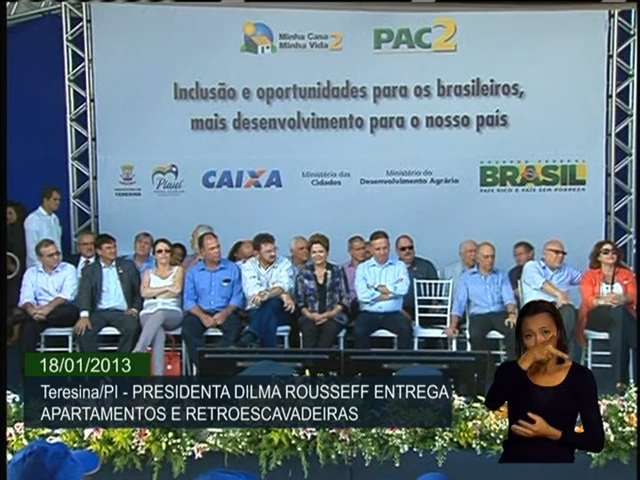 Minha Casa
Minha Vida 2
PAC2
Inclusão e oportunidades para os brasileiros,
mais desenvolvimento para o nosso país
TERESINA
Piauí
CAIXA
Ministério das
Cidades
Ministério do
Desenvolvimento Agrário
BRASIL
PAÍS RICO É PAÍS SEM POBREZA
18/01/2013
Teresina/PI - PRESIDENTA DILMA ROUSSEFF ENTREGA
APARTAMENTOS E RETROESCAVADEIRAS